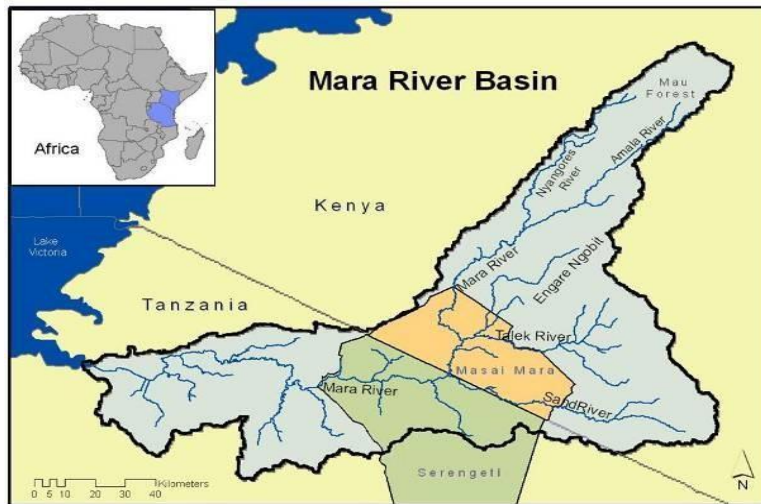 Mara River Basin
Africa
Mau
Forest
Nyangores
River
Amala River
Kenya
Lake
Victoria
Mara River
Engare Ngobit
Tanzania
Talek River
Masai Mara
Mara River
SandRiver
Serengeti
Kilometers
0 5 10 20 30 40
N